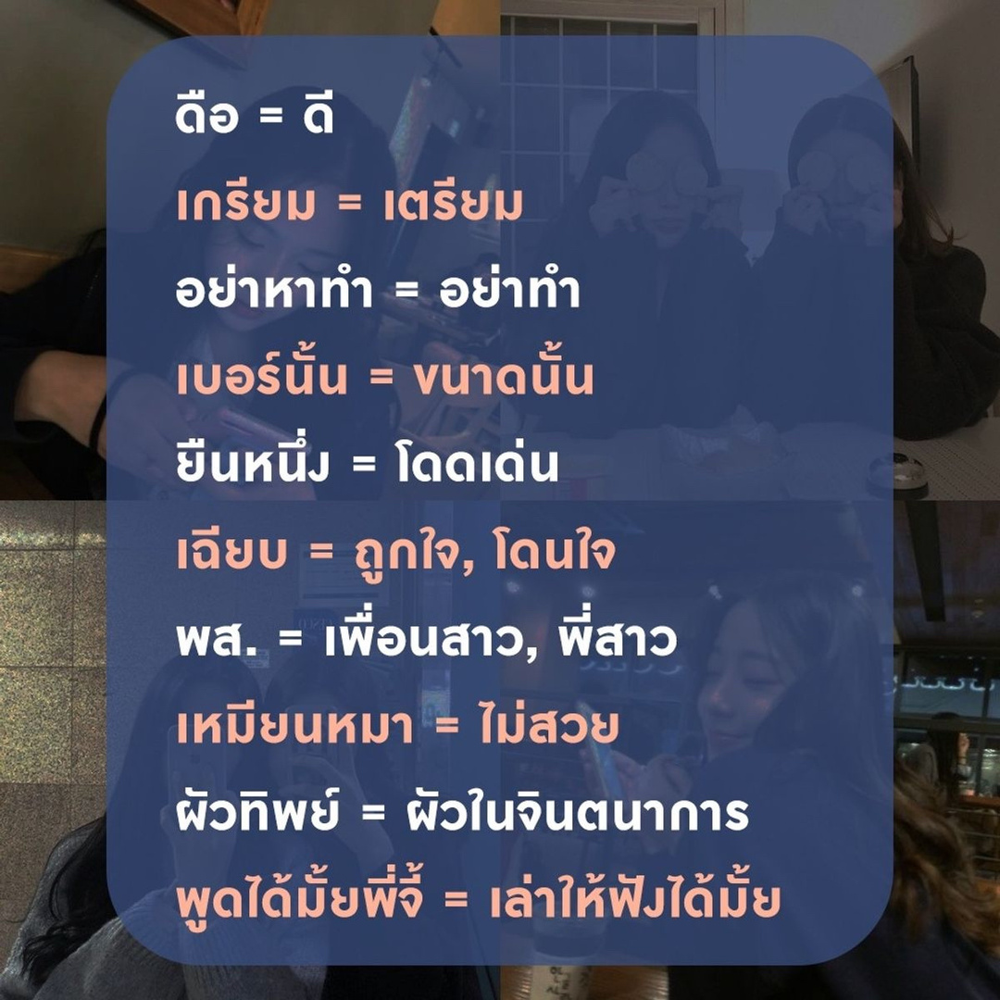 ดือ = ดี
เกรียม = เตรียม
อย่าหาทำ = อย่าทำ
เบอร์นั้น = ขนาดนั้น
ยืนหนึ่ง = โดดเด่น
เฉียบ = ถูกใจ, โดนใจ
พส. = เพื่อนสาว, พี่สาว
เหมียนหมา = ไม่สวย
ผัวทิพย์ = ผัวในจินตนาการ
พูดได้มั้ยพี่จี้ = เล่าให้ฟังได้มั้ย